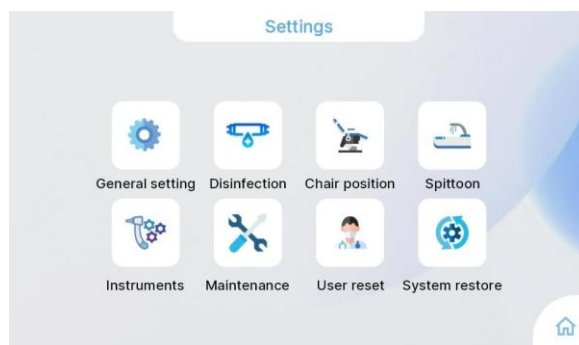 Settings
General setting
Disinfection
Chair position
Spittoon
Instruments
Maintenance
User reset
System restore